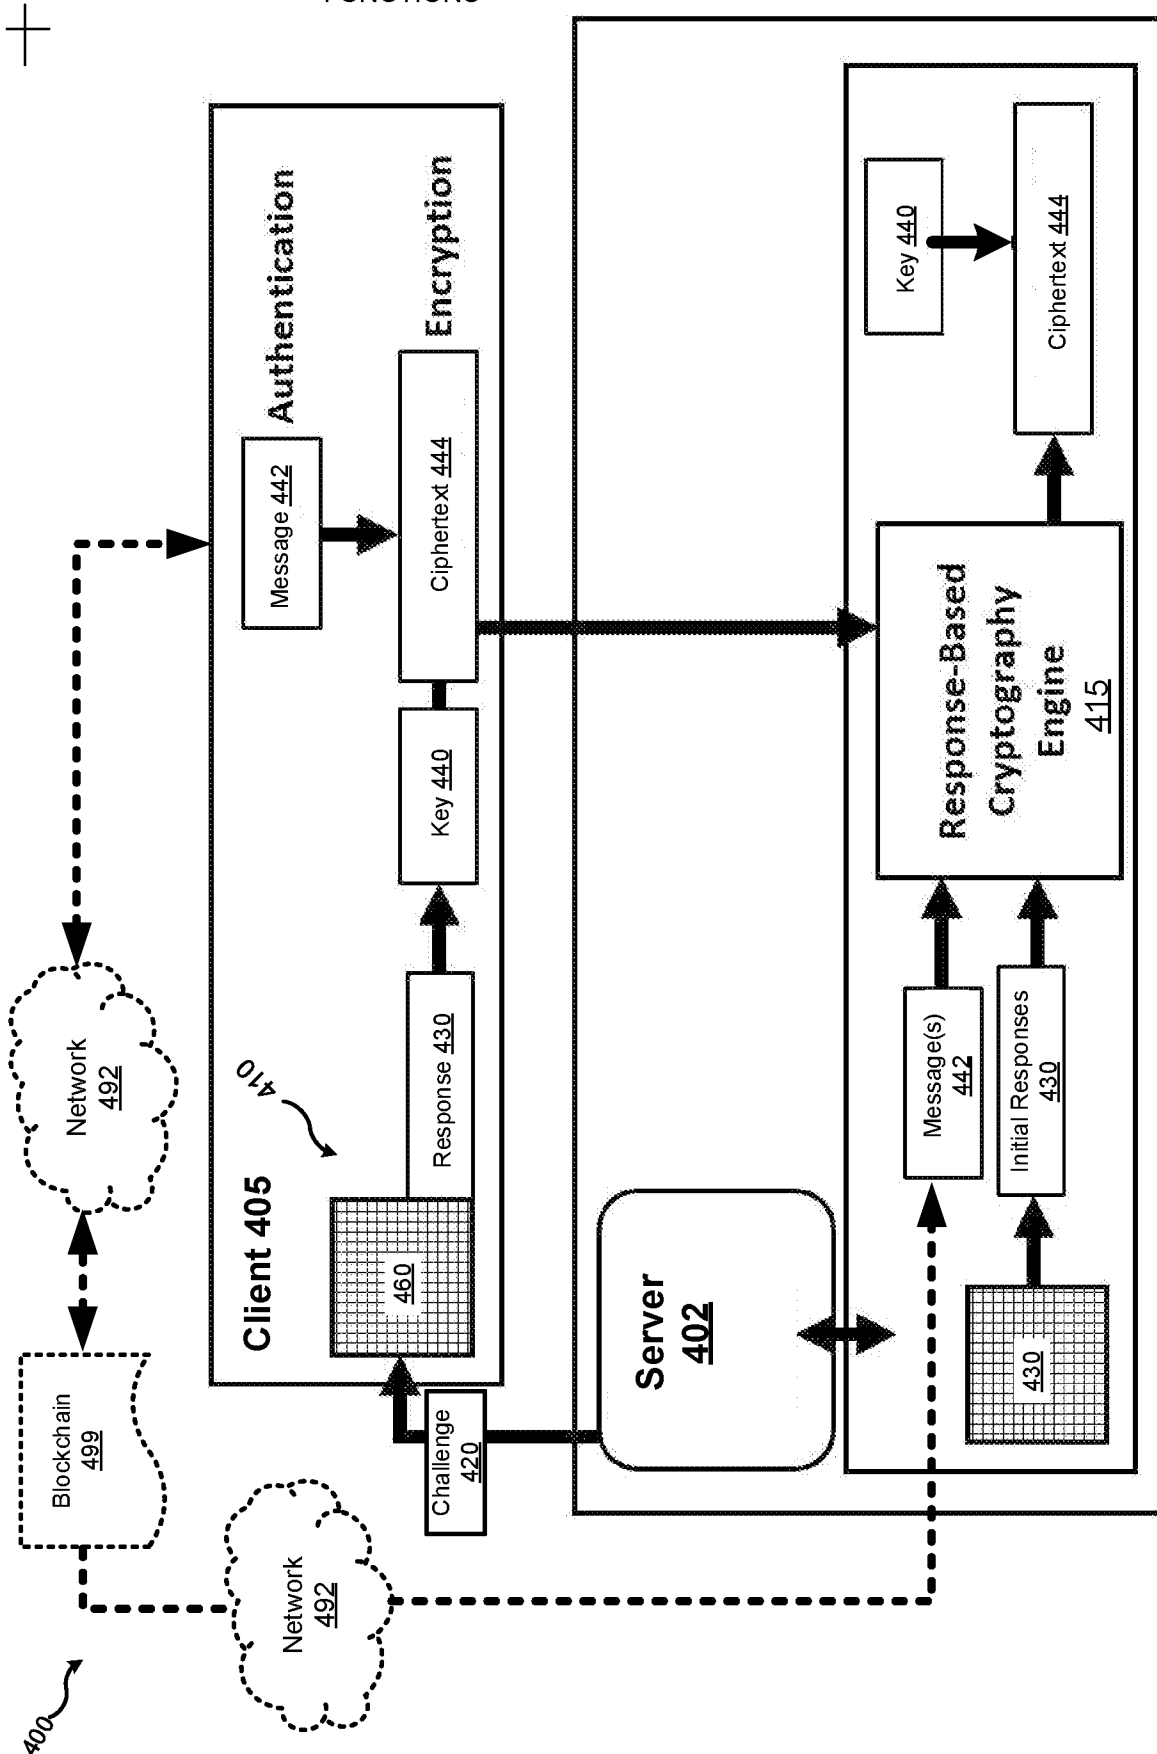 400
Blockchain
499
Network
492
Network
492
Client 405
410
460
Response 430
Key 440
Ciphertext 444
Message 442
Authentication
Encryption
Challenge
420
Server
402
430
Initial Responses
430
Message(s)
442
Response-Based
Cryptography
Engine
415
Key 440
Ciphertext 444